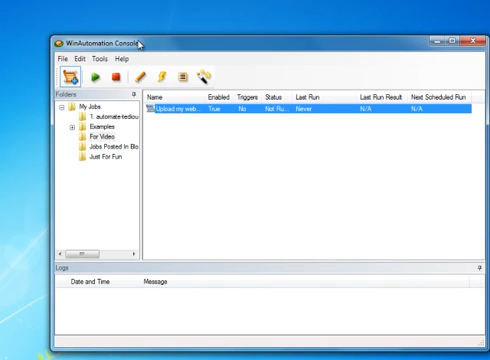 WinAutomation Console
File Edit Tools Help
Folders
My Jobs
1. automate-tediou
Examples
For Video
Jobs Posted In Blo
Just For Fun
Name Enabled Triggers Status Last Run Last Run Result Next Scheduled Run
Upload my web... True No Not Ru... Never N/A N/A
Logs
Date and Time Message